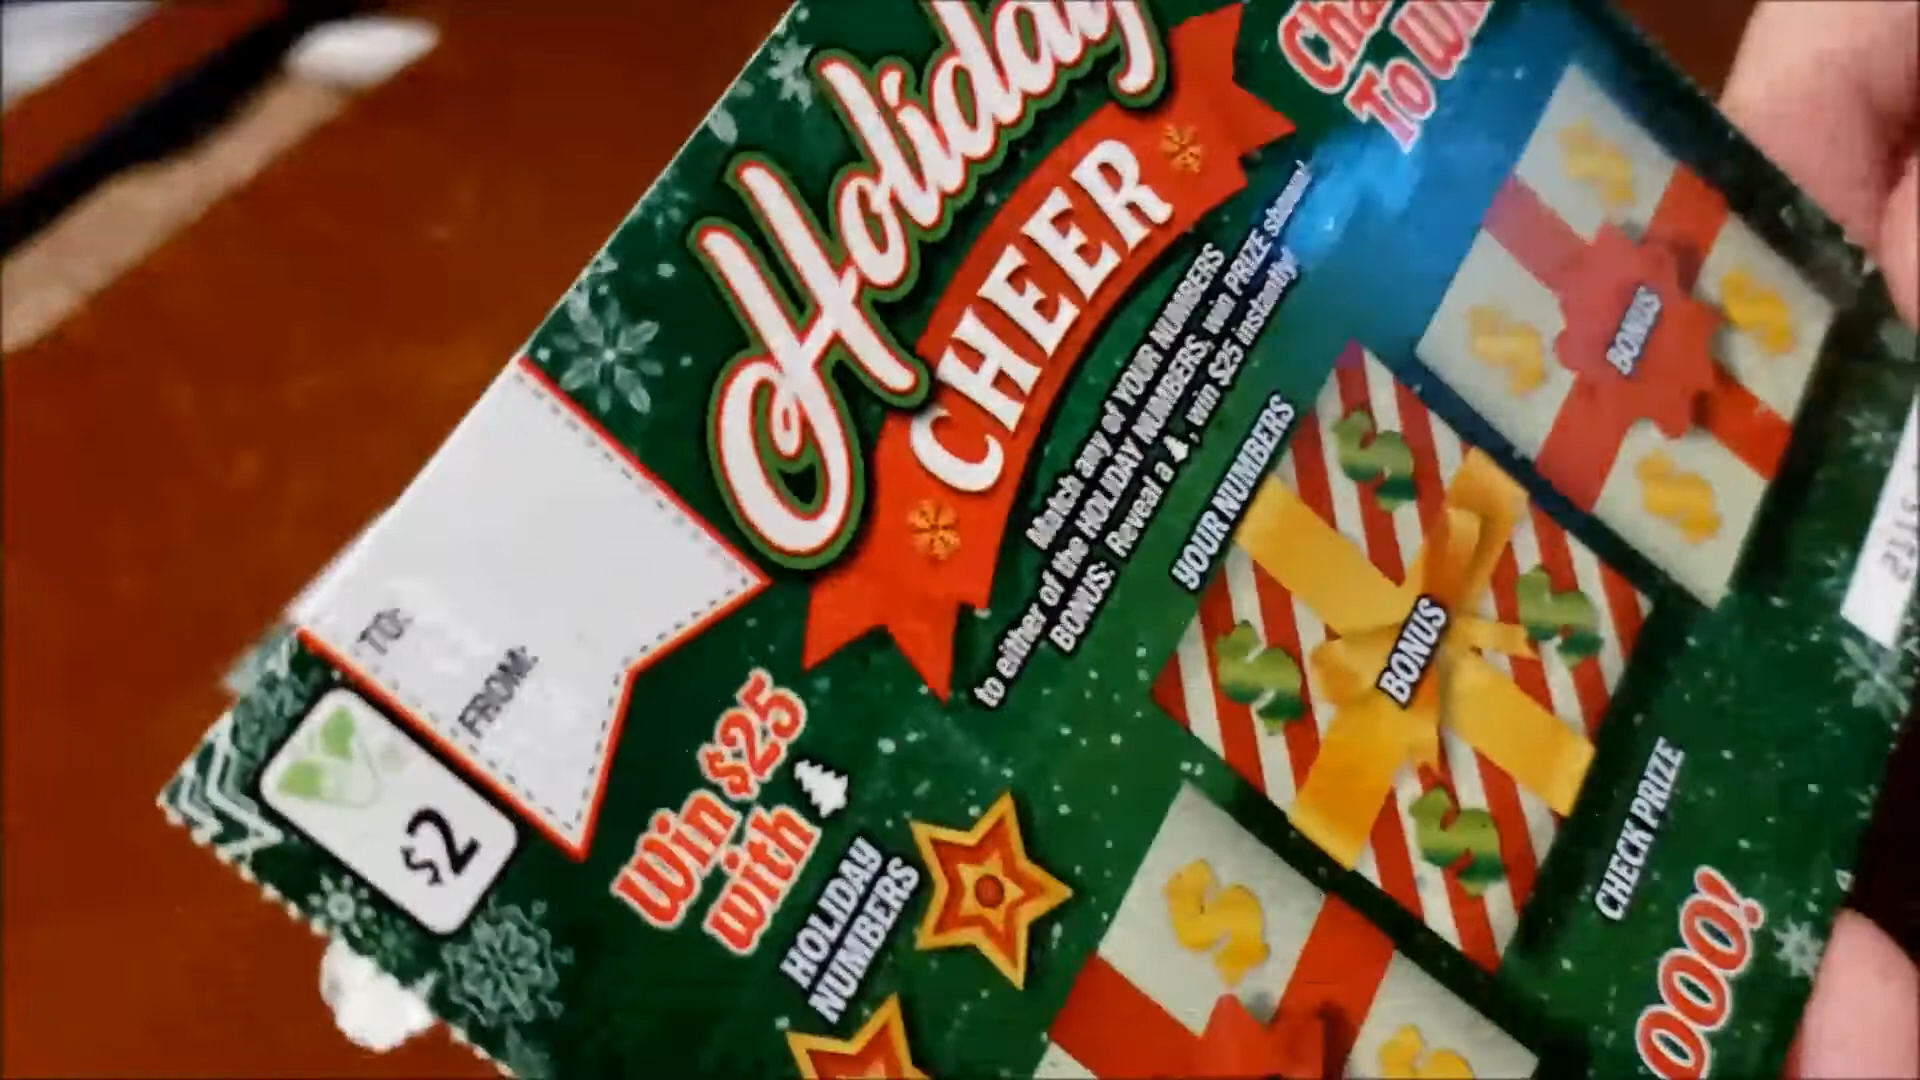 Holiday
CHEER
To
Match any of YOUR NUMBERS
to either of the HOLIDAY NUMBERS, win PRIZE shown!
BONUS: Reveal a , win $25 instantly!
TO:
FROM:
$2
Win $25
with
HOLIDAY
NUMBERS
YOUR NUMBERS
BONUS
BONUS
CHECK PRIZE
000!